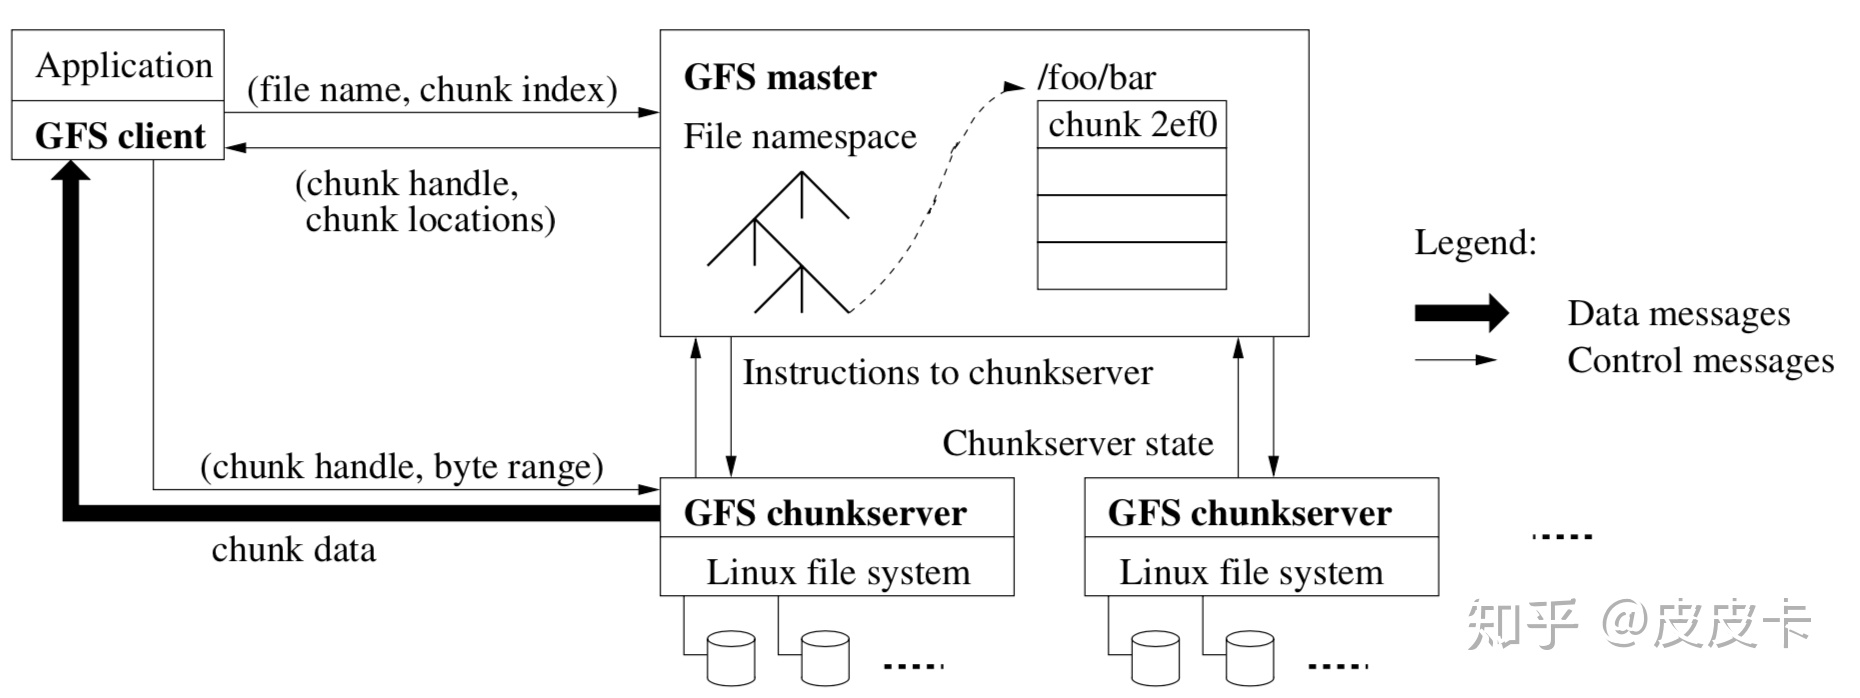 Application
GFS client
(file name, chunk index)
(chunk handle,
chunk locations)
GFS master
File namespace
/foo/bar
chunk 2ef0
Legend:
Data messages
Control messages
Instructions to chunkserver
Chunkserver state
(chunk handle, byte range)
chunk data
GFS chunkserver
Linux file system
GFS chunkserver
Linux file system
知乎 @皮皮卡